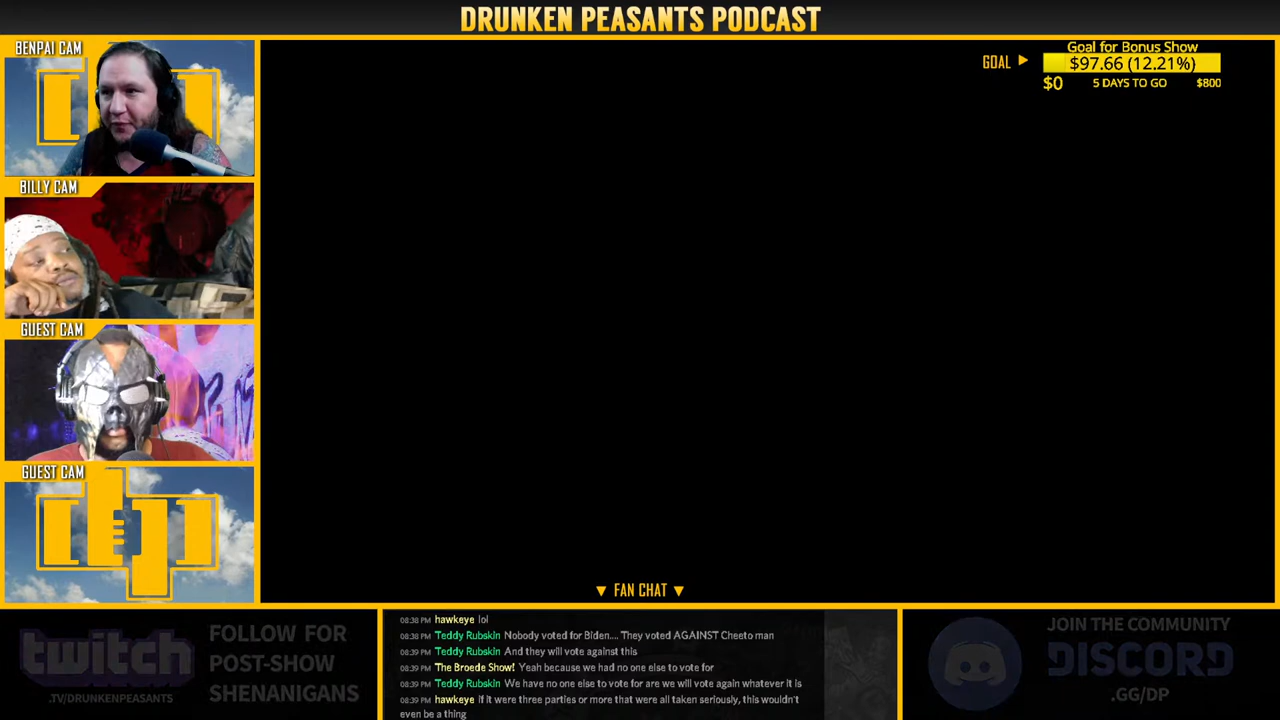 DRUNKEN PEASANTS PODCAST
BENPAI CAM
BILLY CAM
GUEST CAM
GUEST CAM
Goal for Bonus Show
GOAL
$97.66 (12.21%)
$0
5 DAYS TO GO
$800
FAN CHAT
08:38 PM hawkeye lol
08:38 PM Teddy Rubskin Nobody voted for Biden.... They voted AGAINST Cheeto man
08:39 PM Teddy Rubskin And they will vote against this
08:39 PM The Broede Show! Yeah because we had no one else to vote for
08:39 PM Teddy Rubskin We have no one else to vote for are we will vote again whatever it is
08:39 PM hawkeye if it were three parties or more that were all taken seriously, this wouldn't
even be a thing
twitch
.TV/DRUNKENPEASANTS
FOLLOW FOR
POST-SHOW
SHENANIGANS
JOIN THE COMMUNITY
DISCORD
.GG/DP